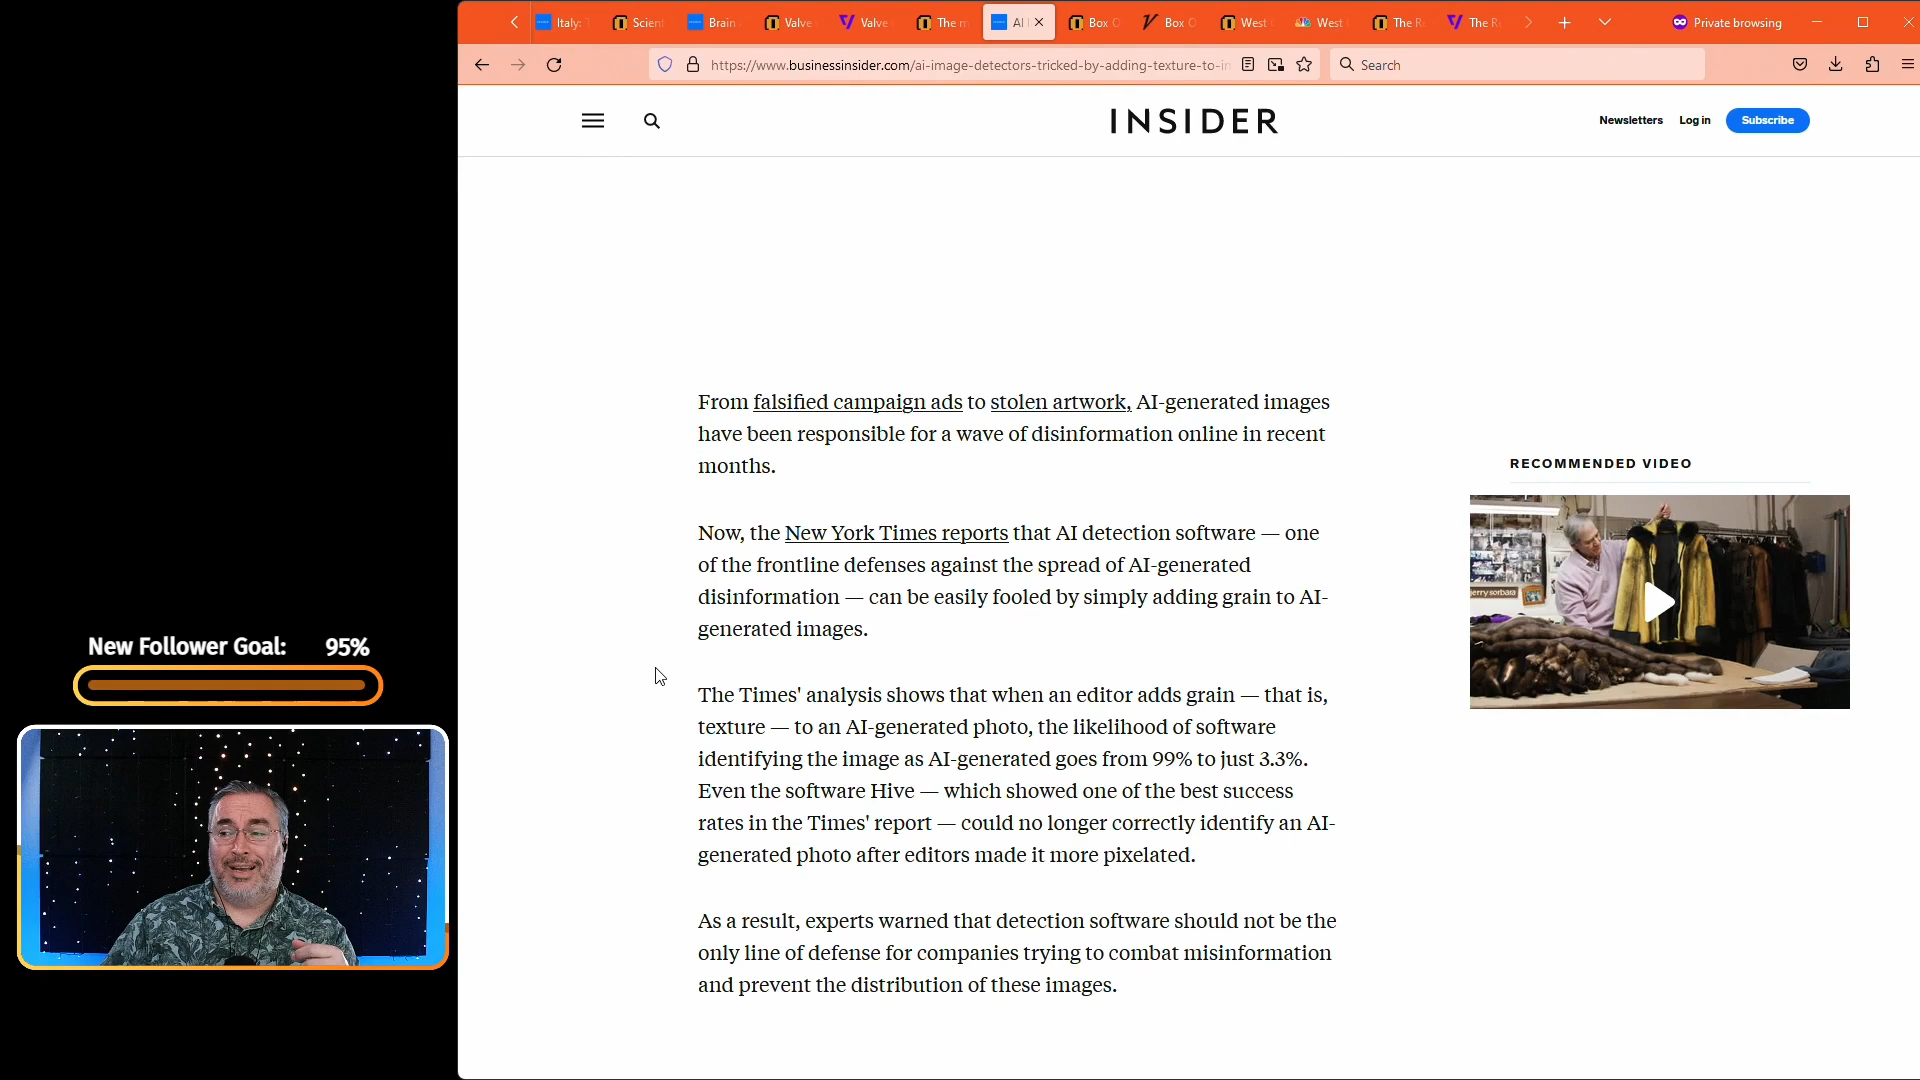 Italy:
Scient
Brain
Valve
Valve
The m
AI
Box O
Box O
West
West
The R
The R
Private browsing
https://www.businessinsider.com/ai-image-detectors-tricked-by-adding-texture-to-
Search
INSIDER
Newsletters
Log in
Subscribe
From falsified campaign ads to stolen artwork, AI-generated images
have been responsible for a wave of disinformation online in recent
months.
Now, the New York Times reports that AI detection software — one
of the frontline defenses against the spread of AI-generated
disinformation — can be easily fooled by simply adding grain to AI-
generated images.
The Times' analysis shows that when an editor adds grain — that is,
texture — to an AI-generated photo, the likelihood of software
identifying the image as AI-generated goes from 99% to just 3.3%.
Even the software Hive — which showed one of the best success
rates in the Times' report — could no longer correctly identify an AI-
generated photo after editors made it more pixelated.
As a result, experts warned that detection software should not be the
only line of defense for companies trying to combat misinformation
and prevent the distribution of these images.
RECOMMENDED VIDEO
jerry sorbara
New Follower Goal: 95%